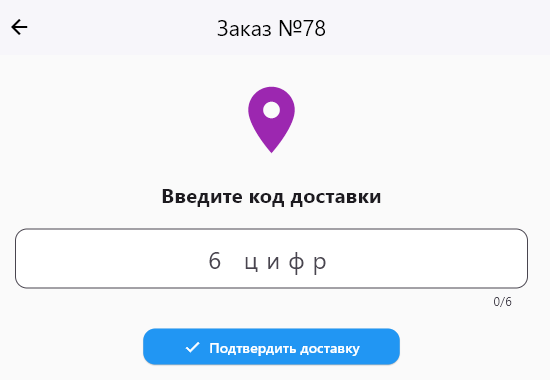 Заказ №78
Введите код доставки
6 цифр
0/6
Подтвердить доставку